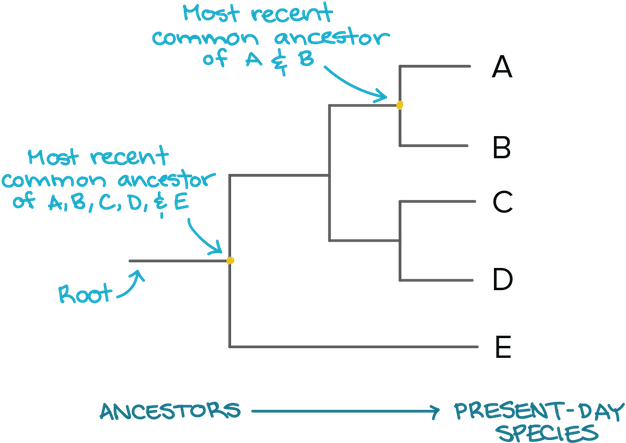 Most recent
common ancestor
of A & B
A
B
Most recent
common ancestor
of A, B, C, D, & E
C
D
Root
E
ANCESTORS
PRESENT-DAY
SPECIES